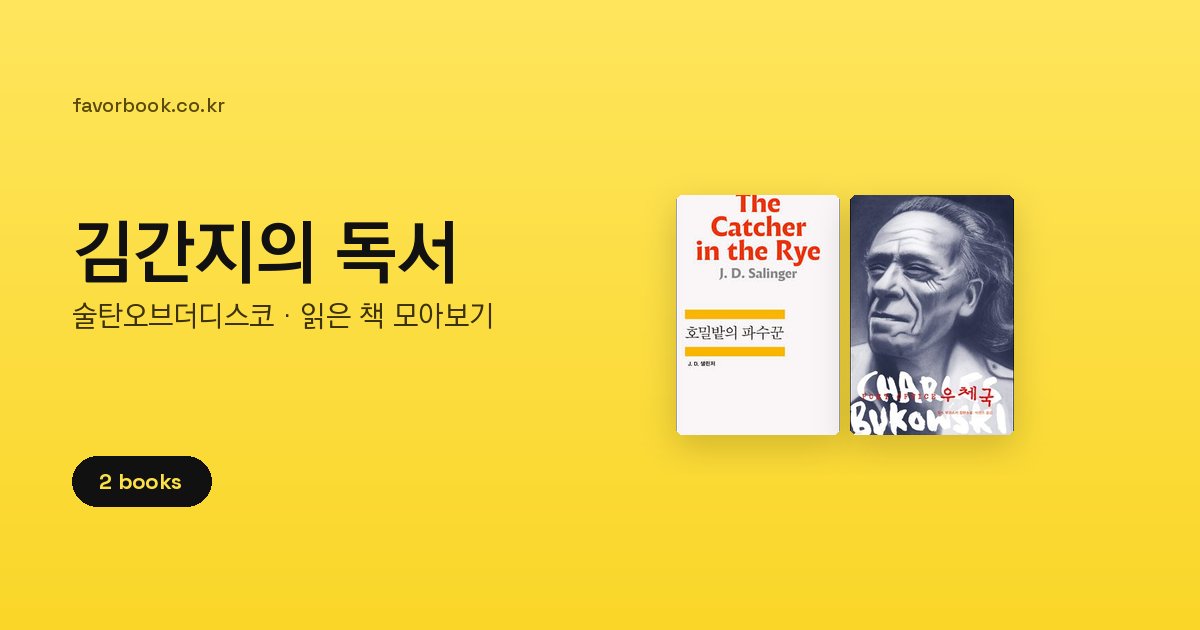 favorbook.co.kr
김간지의 독서
술탄오브더디스코 · 읽은 책 모아보기
2 books
The
Catcher
in the Rye
J. D. Salinger
호밀밭의 파수꾼
J. D. 샐린저
CHARLES
POST OFFICE 우체국
BUKOWSKI